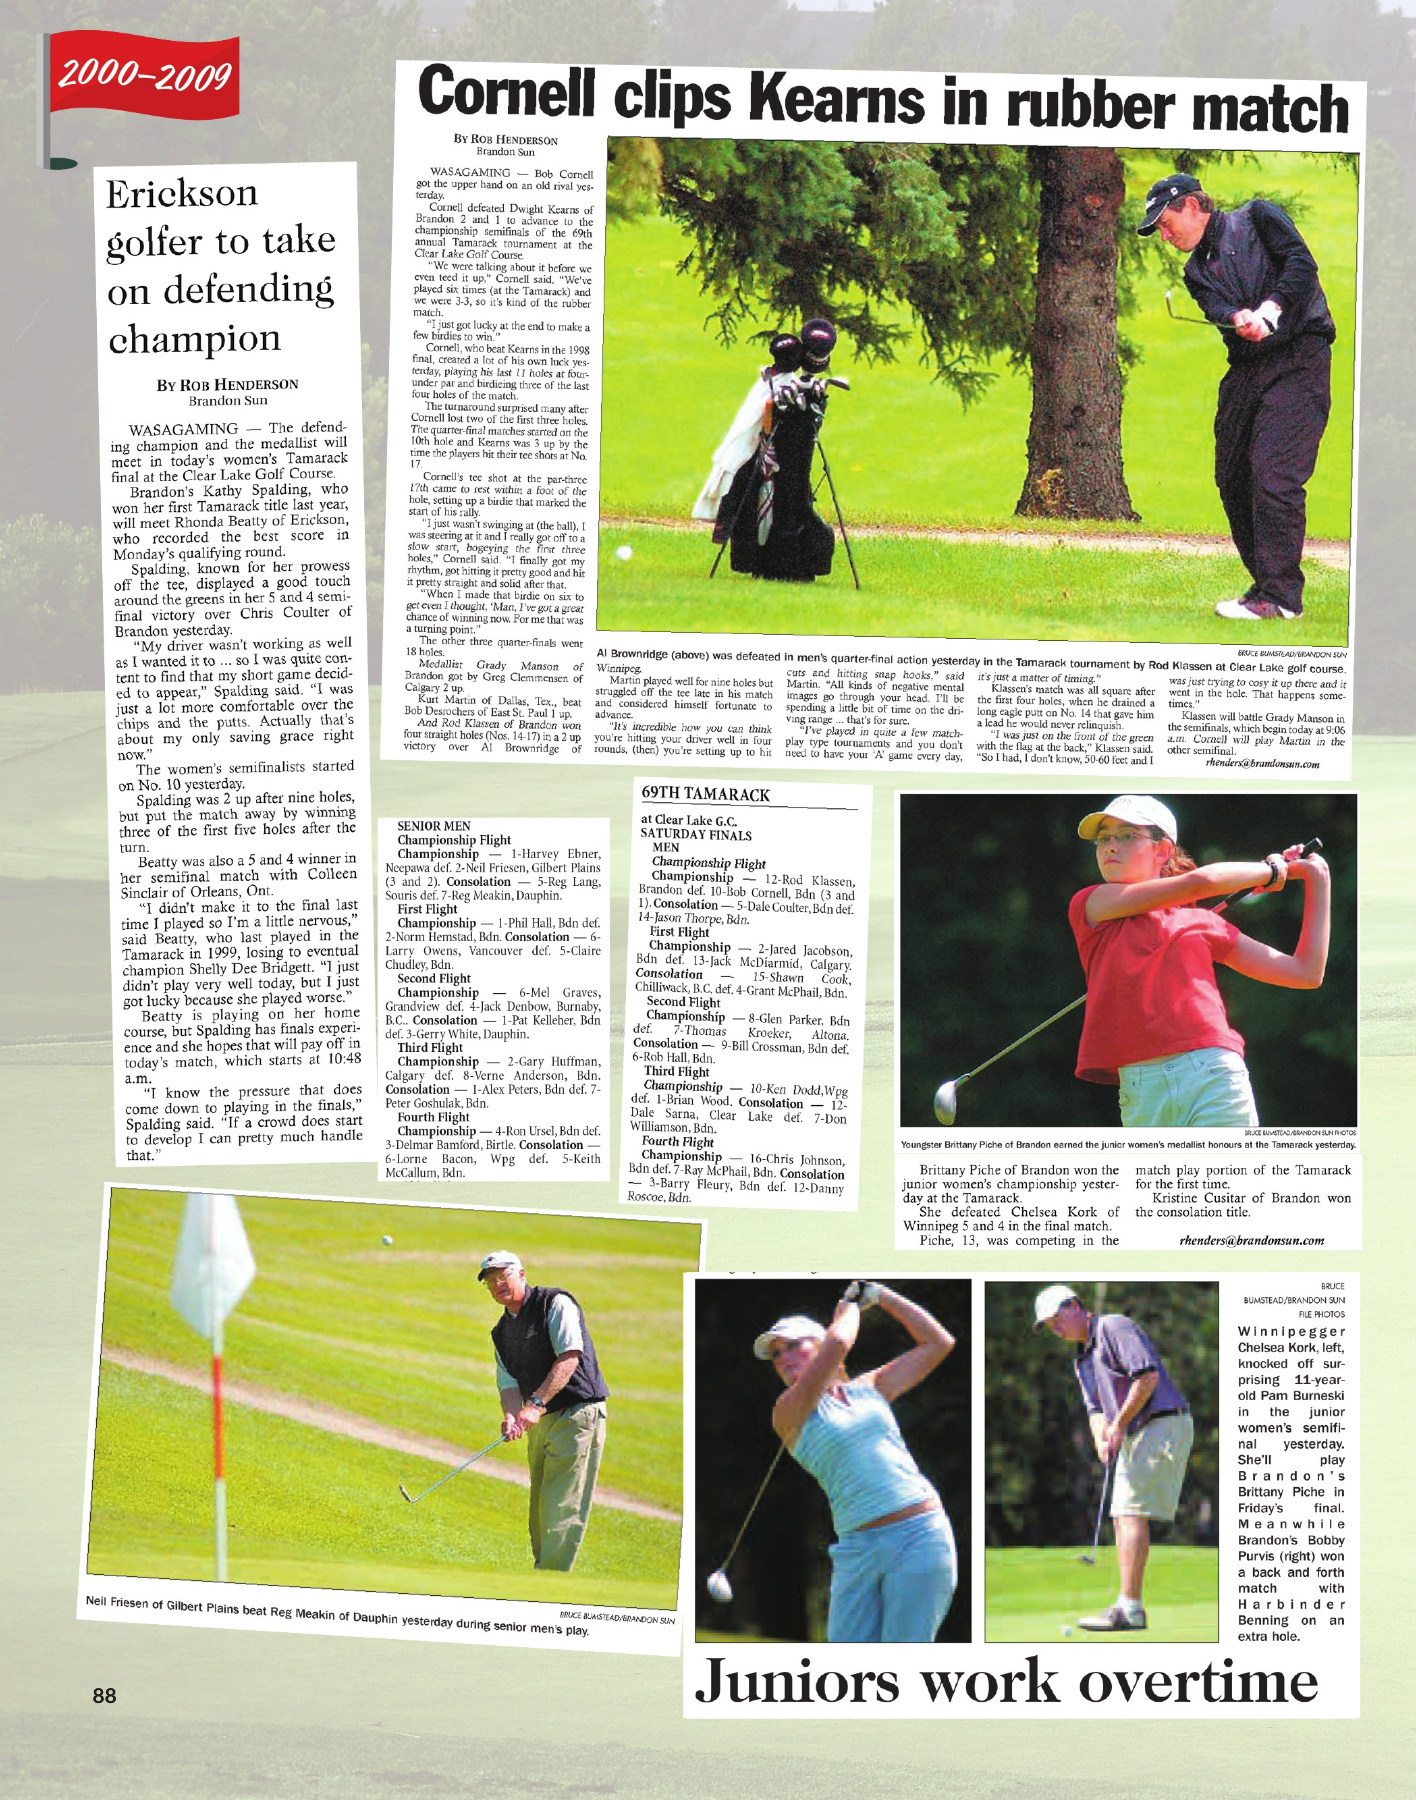 2000–2009
Erickson
golfer to take
on defending
champion
BY ROB HENDERSON
Brandon Sun
WASAGAMING — The defend-
ing champion and the medallist will
meet in today's women's Tamarack
final at the Clear Lake Golf Course.
Brandon's Kathy Spalding, who
won her first Tamarack title last year,
will meet Rhonda Beatty of Erickson,
who recorded the best score in
Monday's qualifying round.
Spalding, known for her prowess
off the tee, displayed a good touch
around the greens in her 5 and 4 semi-
final victory over Chris Coulter of
Brandon yesterday.
"My driver wasn't working as well
as I wanted it to ... so I was quite con-
tent to find that my short game decid-
ed to appear," Spalding said. "I was
just a lot more comfortable over the
chips and the putts. Actually that's
about my only saving grace right
now."
The women's semifinalists started
on No. 10 yesterday.
Spalding was 2 up after nine holes,
but put the match away by winning
three of the first five holes after the
turn.
Beatty was also a 5 and 4 winner in
her semifinal match with Colleen
Sinclair of Orleans, Ont.
"I didn't make it to the final last
time I played so I'm a little nervous,"
said Beatty, who last played in the
Tamarack in 1999, losing to eventual
champion Shelly Dee Bridgett. "I just
didn't play very well today, but I just
got lucky because she played worse."
Beatty is playing on her home
course, but Spalding has finals experi-
ence and she hopes that will pay off in
today's match, which starts at 10:48
a.m.
"I know the pressure that does
come down to playing in the finals,"
Spalding said. "If a crowd does start
to develop I can pretty much handle
that."
Cornell clips Kearns in rubber match
BY ROB HENDERSON
Brandon Sun
WASAGAMING — Bob Cornell
got the upper hand on an old rival yes-
terday.
Cornell defeated Dwight Kearns of
Brandon 2 and 1 to advance to the
championship semifinals of the 69th
annual Tamarack tournament at the
Clear Lake Golf Course.
"We were talking about it before we
even teed it up," Cornell said. "We've
played six times (at the Tamarack) and
we were 3-3, so it's kind of the rubber
match.
"I just got lucky at the end to make a
few birdies to win."
Cornell, who beat Kearns in the 1998
final, created a lot of his own luck yes-
terday, playing his last 11 holes at four-
under par and birdieing three of the last
four holes of the match.
The turnaround surprised many after
Cornell lost two of the first three holes.
The quarter-final matches started on the
10th hole and Kearns was 3 up by the
time the players hit their tee shots at No.
17.
Cornell's tee shot at the par-three
17th came to rest within a foot of the
hole, setting up a birdie that marked the
start of his rally.
"I just wasn't swinging at (the ball), I
was steering at it and I really got off to a
slow start, bogeying the first three
holes," Cornell said. "I finally got my
rhythm, got hitting it pretty good and hit
it pretty straight and solid after that.
"When I made that birdie on six to
get even I thought, 'Man, I've got a great
chance of winning now. For me that was
a turning point."
The other three quarter-finals went
18 holes.
Medallist Grady Manson of
Brandon got by Greg Clemmensen of
Calgary 2 up.
Kurt Martin of Dallas, Tex., beat
Bob Desrochers of East St. Paul 1 up.
And Rod Klassen of Brandon won
four straight holes (Nos. 14-17) in a 2 up
victory over Al Brownridge of
BRUCE BUMSTEAD/BRANDON SUN
Al Brownridge (above) was defeated in men's quarter-final action yesterday in the Tamarack tournament by Rod Klassen at Clear Lake golf course.
Winnipeg.
Martin played well for nine holes but
struggled off the tee late in his match
and considered himself fortunate to
advance.
"It's incredible how you can think
you're hitting your driver well in four
rounds, (then) you're setting up to hit
cuts and hitting snap hooks," said
Martin. "All kinds of negative mental
images go through your head. I'll be
spending a little bit of time on the dri-
ving range ... that's for sure.
"I've played in quite a few match-
play type tournaments and you don't
need to have your 'A' game every day,
it's just a matter of timing."
Klassen's match was all square after
the first four holes, when he drained a
long eagle putt on No. 14 that gave him
a lead he would never relinquish.
"I was just on the front of the green
with the flag at the back," Klassen said.
"So I had, I don't know, 50-60 feet and I
was just trying to cosy it up there and it
went in the hole. That happens some-
times."
Klassen will battle Grady Manson in
the semifinals, which begin today at 9:06
a.m. Cornell will play Martin in the
other semifinal.
rhenders@brandonsun.com
SENIOR MEN
Championship Flight
Championship — 1-Harvey Ebner,
Neepawa def. 2-Neil Friesen, Gilbert Plains
(3 and 2). Consolation — 5-Reg Lang,
Souris def. 7-Reg Meakin, Dauphin.
First Flight
Championship — 1-Phil Hall, Bdn def.
2-Norm Hemstad, Bdn. Consolation — 6-
Larry Owens, Vancouver def. 5-Claire
Chudley, Bdn.
Second Flight
Championship — 6-Mel Graves,
Grandview def. 4-Jack Denbow, Burnaby,
B.C.. Consolation — 1-Pat Kelleher, Bdn
def. 3-Gerry White, Dauphin.
Third Flight
Championship — 2-Gary Huffman,
Calgary def. 8-Verne Anderson, Bdn.
Consolation — 1-Alex Peters, Bdn def. 7-
Peter Goshulak, Bdn.
Fourth Flight
Championship — 4-Ron Ursel, Bdn def.
3-Delmar Bamford, Birtle. Consolation —
6-Lorne Bacon, Wpg def. 5-Keith
McCallum, Bdn.
69TH TAMARACK
at Clear Lake G.C.
SATURDAY FINALS
MEN
Championship Flight
Championship — 12-Rod Klassen,
Brandon def. 10-Bob Cornell, Bdn (3 and
1). Consolation — 5-Dale Coulter, Bdn def.
14-Jason Thorpe, Bdn.
First Flight
Championship — 2-Jared Jacobson,
Bdn def. 13-Jack McDiarmid, Calgary.
Consolation — 15-Shawn Cook,
Chilliwack, B.C. def. 4-Grant McPhail, Bdn.
Second Flight
Championship — 8-Glen Parker, Bdn
def. 7-Thomas Kroeker, Altona.
Consolation — 9-Bill Crossman, Bdn def.
6-Rob Hall, Bdn.
Third Flight
Championship — 10-Ken Dodd,Wpg
def. 1-Brian Wood. Consolation — 12-
Dale Sarna, Clear Lake def. 7-Don
Williamson, Bdn.
Fourth Flight
Championship — 16-Chris Johnson,
Bdn def. 7-Ray McPhail, Bdn. Consolation
— 3-Barry Fleury, Bdn def. 12-Danny
Roscoe, Bdn.
BRUCE BUMSTEAD/BRANDON SUN PHOTOS
Youngster Brittany Piche of Brandon earned the junior women's medallist honours at the Tamarack yesterday.
Brittany Piche of Brandon won the
junior women's championship yester-
day at the Tamarack.
She defeated Chelsea Kork of
Winnipeg 5 and 4 in the final match.
Piche, 13, was competing in the
match play portion of the Tamarack
for the first time.
Kristine Cusitar of Brandon won
the consolation title.
rhenders@brandonsun.com
BRUCE BUMSTEAD/BRANDON SUN
Neil Friesen of Gilbert Plains beat Reg Meakin of Dauphin yesterday during senior men's play.
BRUCE
BUMSTEAD/BRANDON SUN
FILE PHOTOS
Winnipegger
Chelsea Kork, left,
knocked off sur-
prising 11-year-
old Pam Burneski
in the junior
women's semifi-
nal yesterday.
She'll play
Brandon's
Brittany Piche in
Friday's final.
Meanwhile
Brandon's Bobby
Purvis (right) won
a back and forth
match with
Harbinder
Benning on an
extra hole.
Juniors work overtime
88